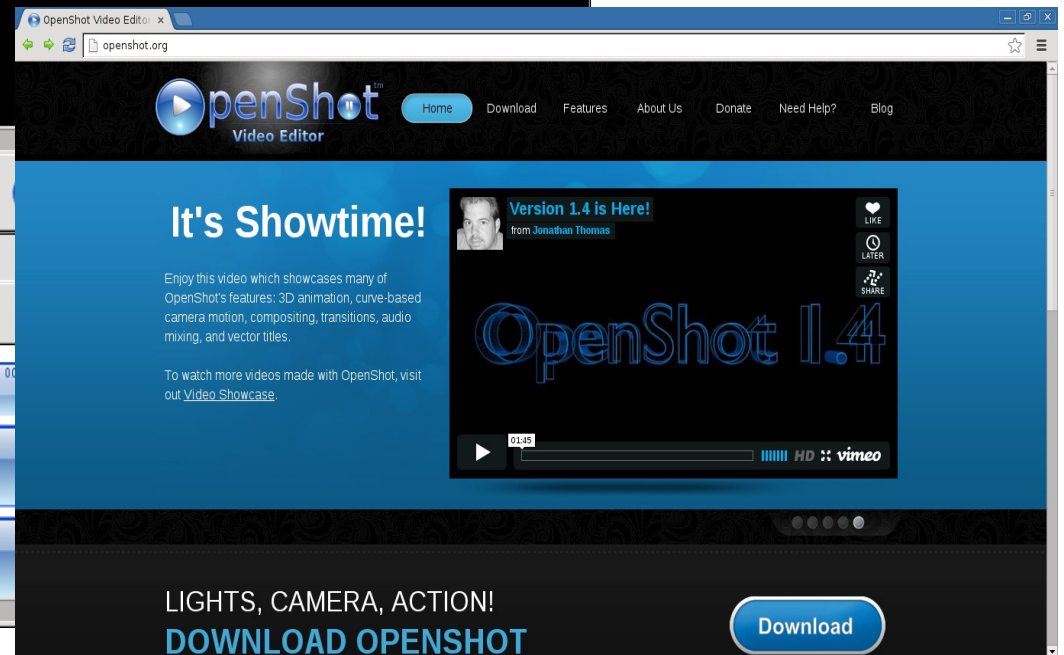 OpenShot Video Editor
openshot.org
OpenShot™
Video Editor
Home Download Features About Us Donate Need Help? Blog
It's Showtime!
Enjoy this video which showcases many of
OpenShot's features: 3D animation, curve-based
camera motion, compositing, transitions, audio
mixing, and vector titles.
To watch more videos made with OpenShot, visit
out Video Showcase.
Version 1.4 is Here!
from Jonathan Thomas
LIKE
LATER
SHARE
OpenShot 1.4
01:45
HD vimeo
LIGHTS, CAMERA, ACTION!
DOWNLOAD OPENSHOT
Download